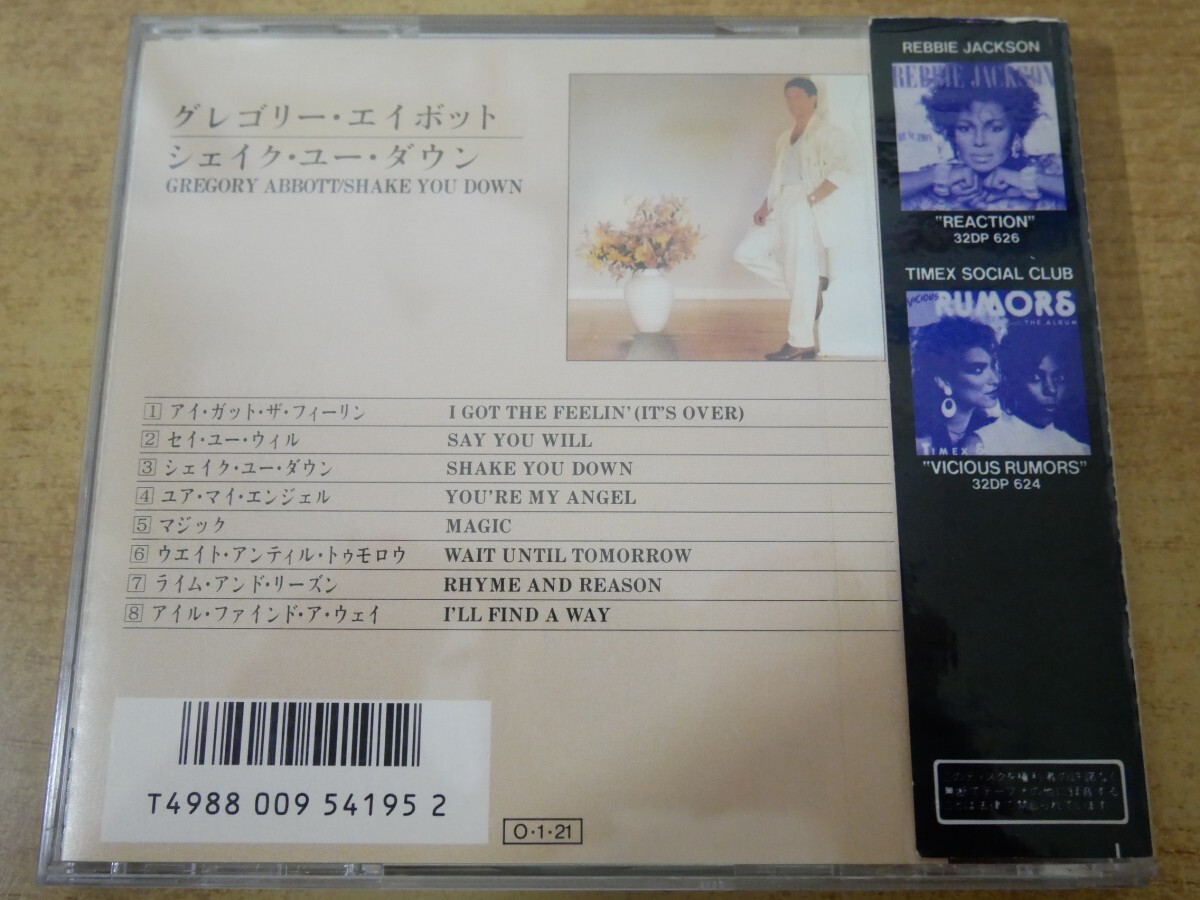 グレゴリー・エイボット
シェイク・ユー・ダウン
GREGORY ABBOTT/SHAKE YOU DOWN
1 アイ・ガット・ザ・フィーリン I GOT THE FEELIN' (IT'S OVER)
2 セイ・ユー・ウィル SAY YOU WILL
3 シェイク・ユー・ダウン SHAKE YOU DOWN
4 ユア・マイ・エンジェル YOU'RE MY ANGEL
5 マジック MAGIC
6 ウエイト・アンティル・トゥモロウ WAIT UNTIL TOMORROW
7 ライム・アンド・リーズン RHYME AND REASON
8 アイル・ファインド・ア・ウェイ I'LL FIND A WAY
T4988 009 54195 2
O・1・21
REBBIE JACKSON
REBBIE JACKSON
"REACTION"
32DP 626
TIMEX SOCIAL CLUB
VICIOUS
RUMORS
THE ALBUM
TIMEX
"VICIOUS RUMORS"
32DP 624